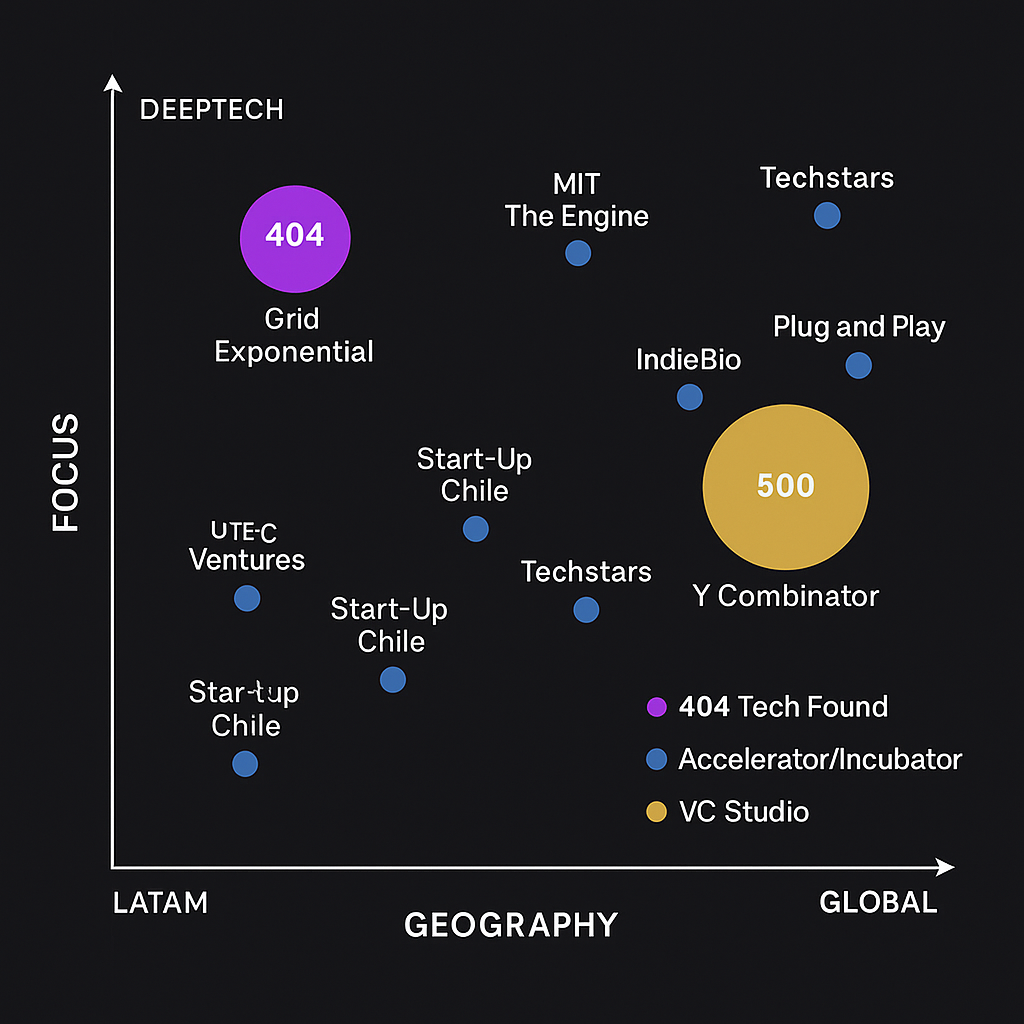 DEEPTECH
MIT
The Engine
Techstars
404
Grid
Exponential
Plug and Play
IndieBio
FOCUS
Start-Up
Chile
500
UTE-C
Ventures
Techstars
Y Combinator
Start-Up
Chile
Star-tup
Chile
404 Tech Found
Accelerator/Incubator
VC Studio
LATAM
GLOBAL
GEOGRAPHY